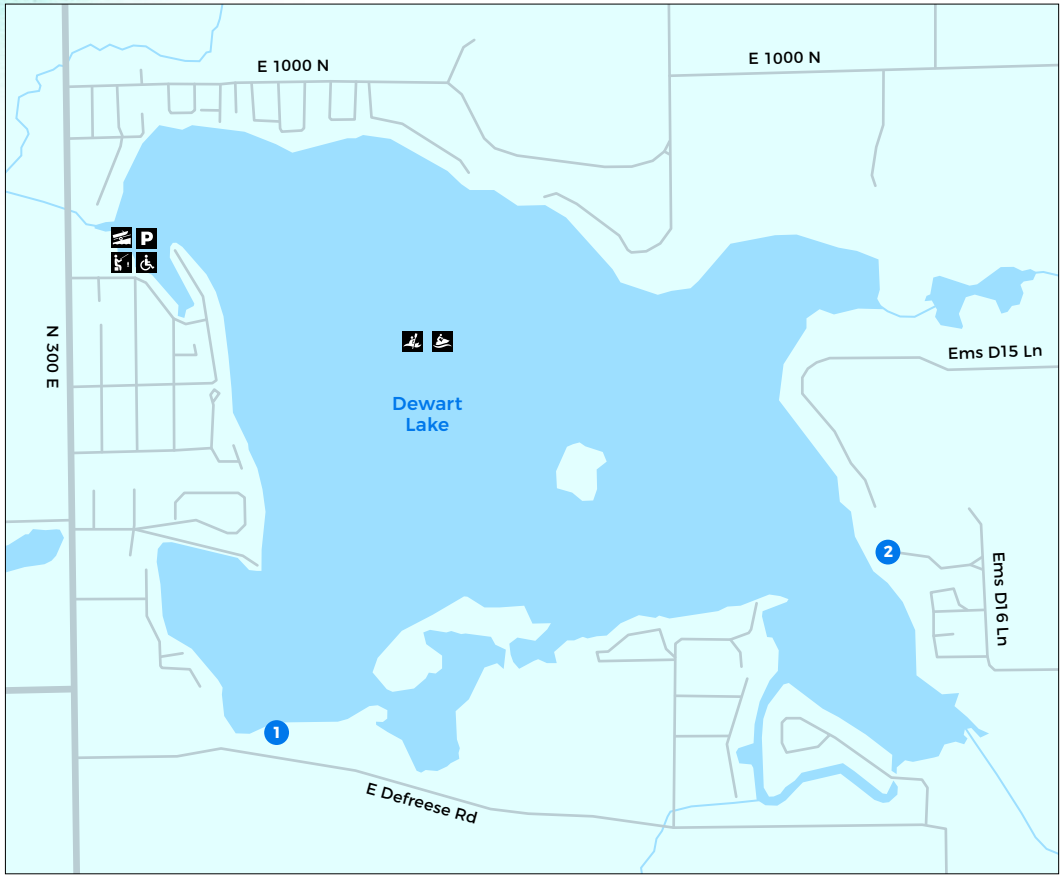 E 1000 N
E 1000 N
P
N 300 E
Ems D15 Ln
Dewart
Lake
2
Ems D16 Ln
1
E Defreese Rd